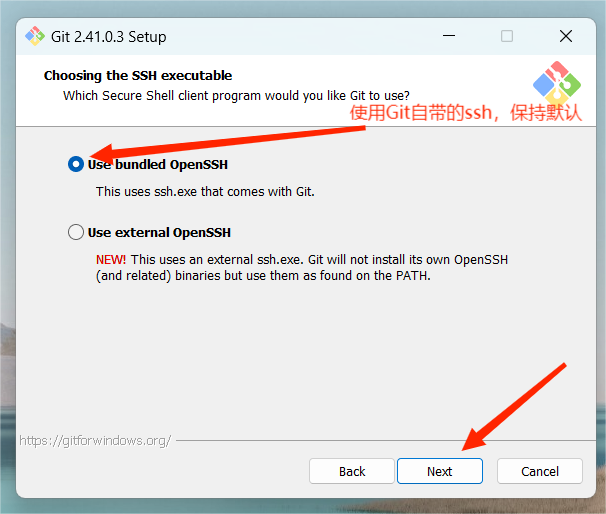 Git 2.41.0.3 Setup
Choosing the SSH executable
Which Secure Shell client program would you like Git to use?
使用Git自带的ssh，保持默认
Use bundled OpenSSH
This uses ssh.exe that comes with Git.
Use external OpenSSH
NEW! This uses an external ssh.exe. Git will not install its own OpenSSH
(and related) binaries but use them as found on the PATH.
https://gitforwindows.org/
Back
Next
Cancel